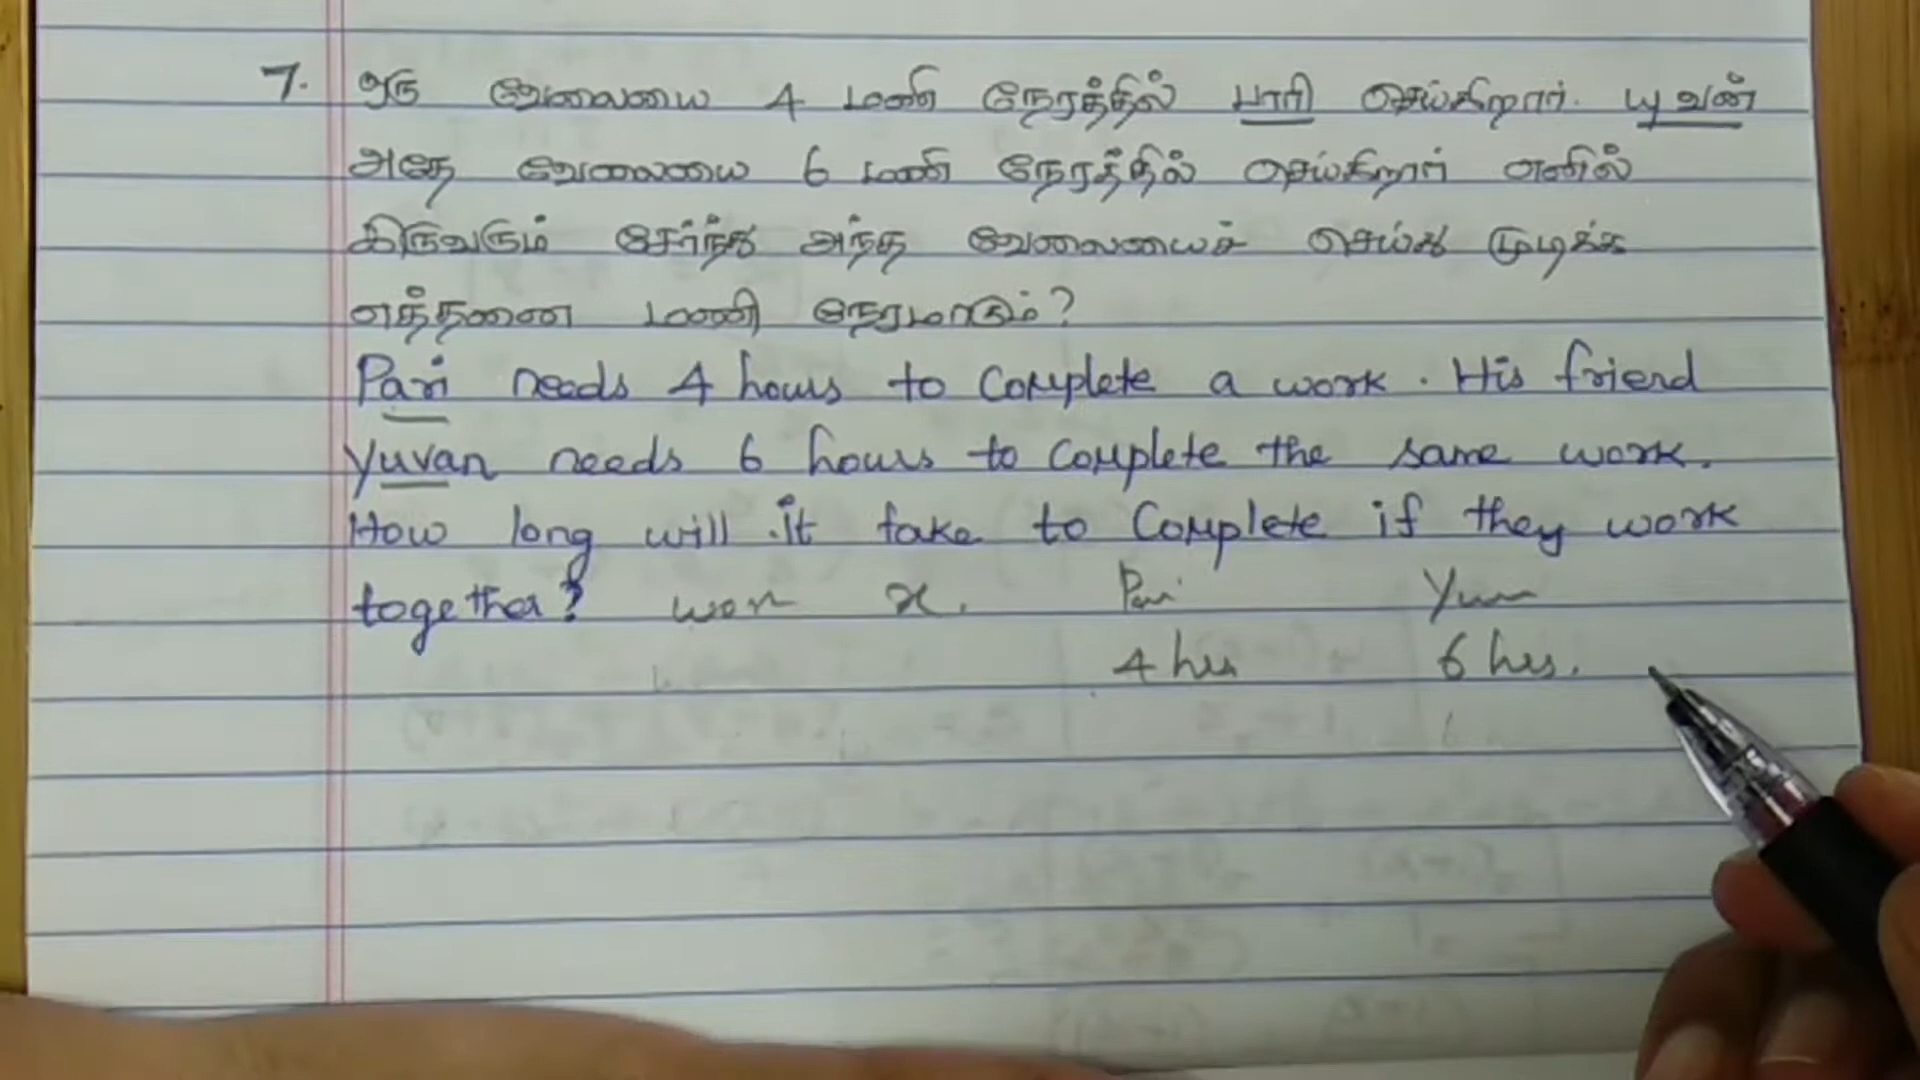 7. ஒரு வேலையை 4 மணி நேரத்தில் பாரி செய்கிறார். யுவன்
அதே வேலையை 6 மணி நேரத்தில் செய்கிறார் எனில்
இருவரும் சேர்ந்து அந்த வேலையைச் செய்து முடிக்க
எத்தனை மணி நேரமாகும்?
Pari needs 4 hours to complete a work. His friend
Yuvan needs 6 hours to complete the same work.
How long will it take to complete if they work
together? x. Pari
4 hrs 6 hrs.